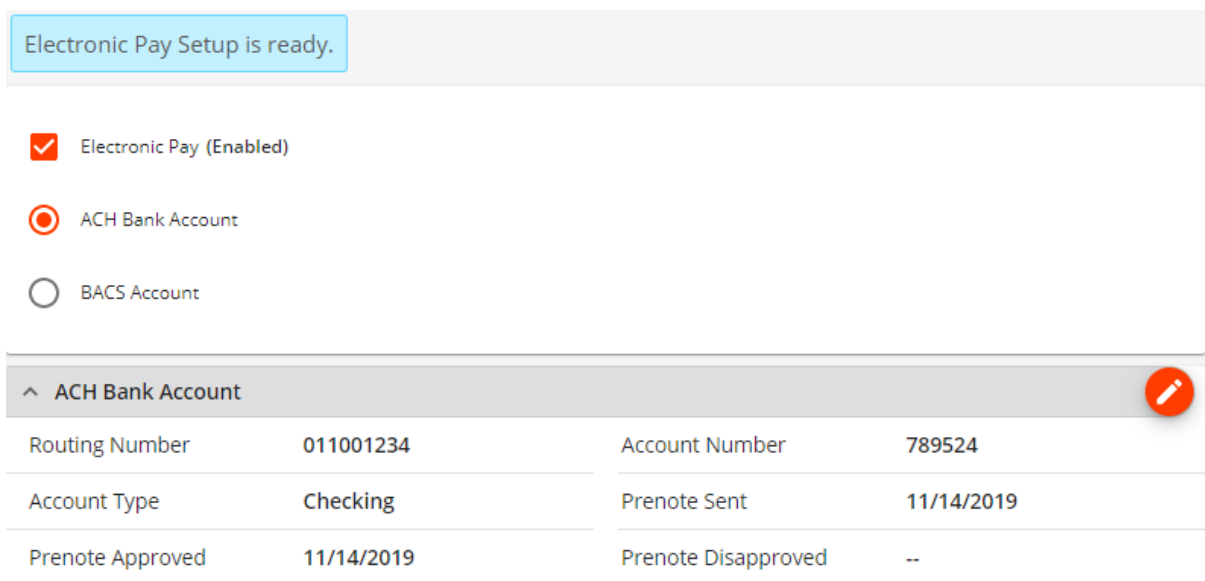 Electronic Pay Setup is ready.
Electronic Pay (Enabled)
ACH Bank Account
BACS Account
ACH Bank Account
Routing Number 011001234 Account Number 789524
Account Type Checking Prenote Sent 11/14/2019
Prenote Approved 11/14/2019 Prenote Disapproved --